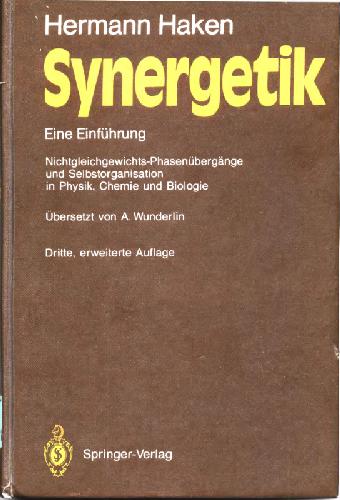 Hermann Haken
Synergetik
Eine Einführung
Nichtgleichgewichts-Phasenübergänge
und Selbstorganisation
in Physik, Chemie und Biologie
Übersetzt von A. Wunderlin
Dritte, erweiterte Auflage
Springer-Verlag